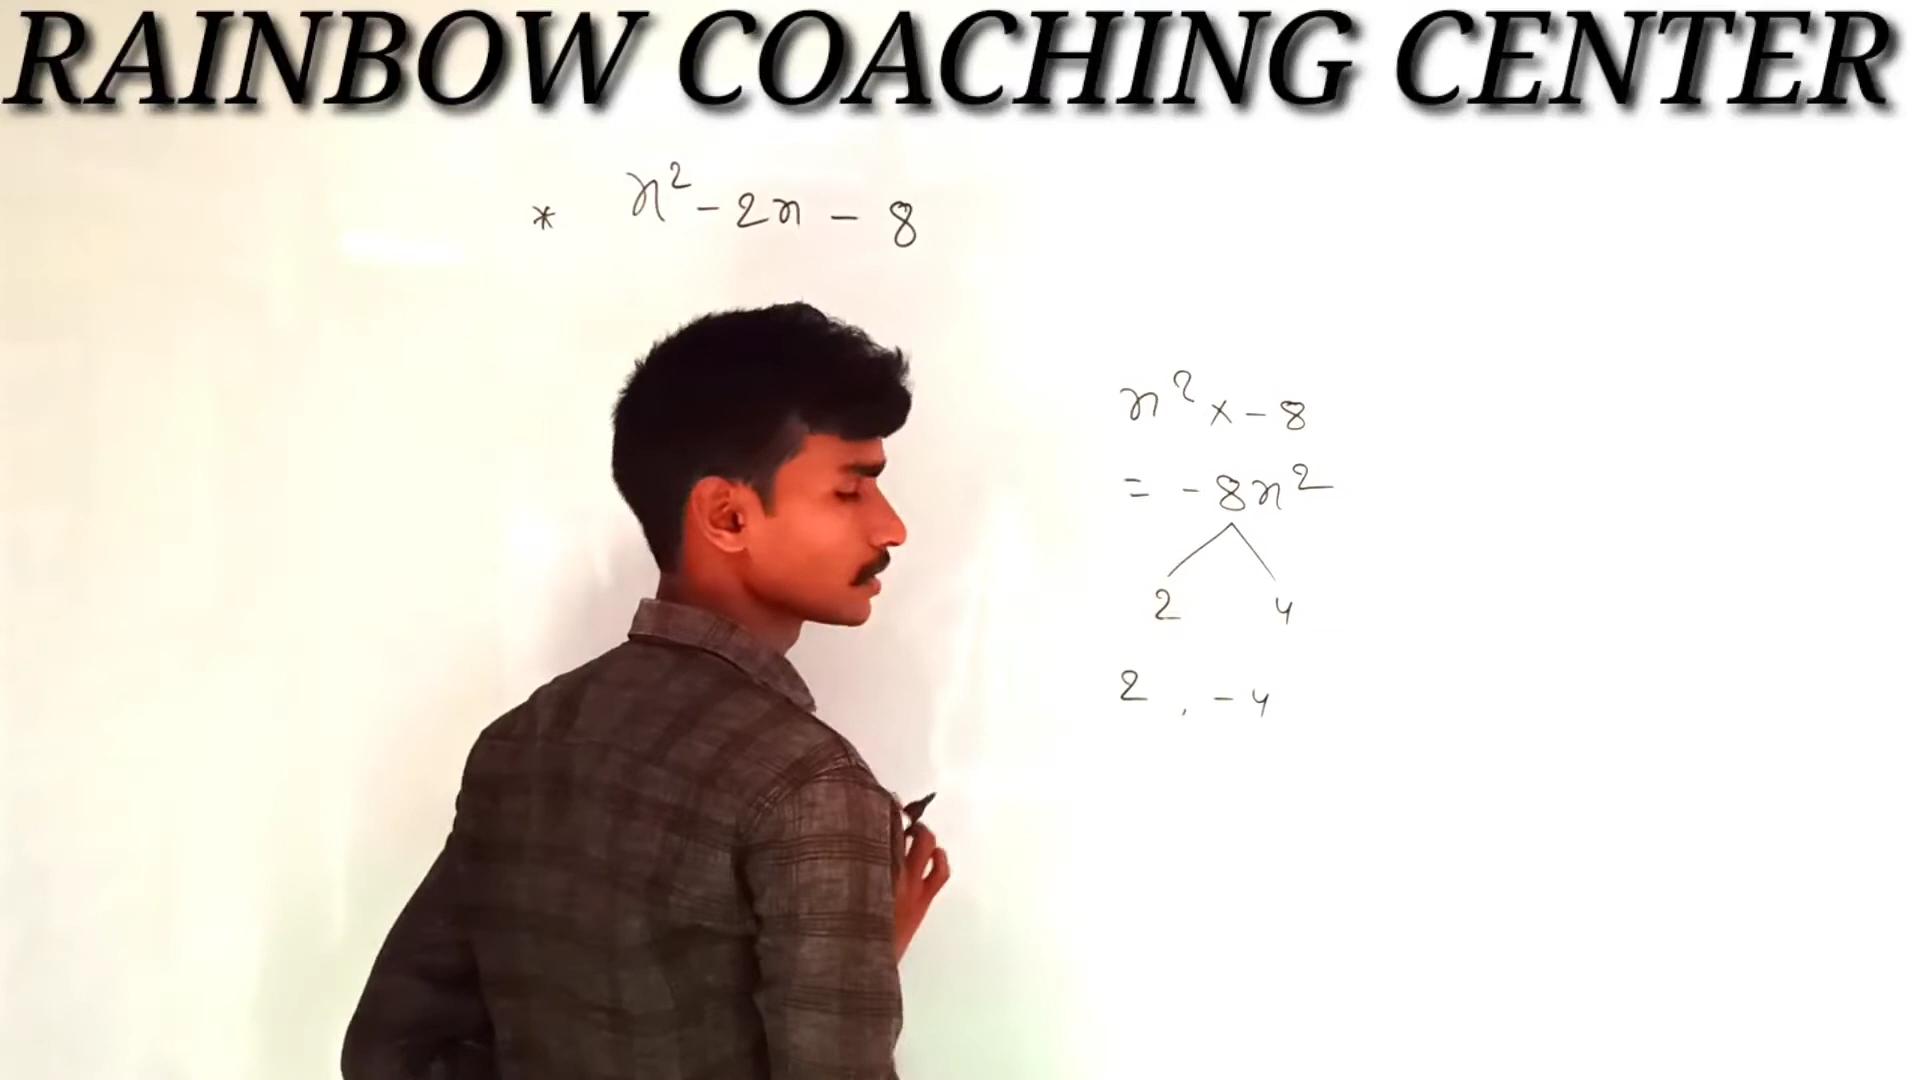 RAINBOW COACHING CENTER
* x² - 2x - 8
x² × - 8
= - 8x²
2 4
2 , - 4